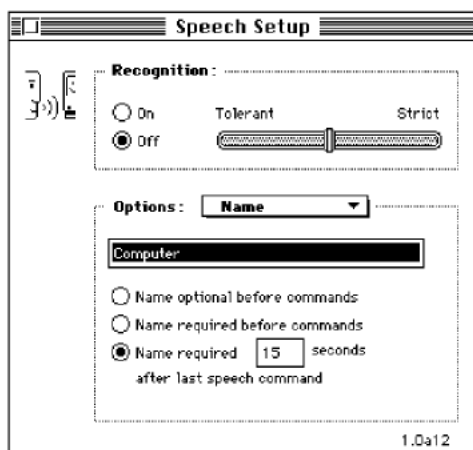 Speech Setup
Recognition:
On
Tolerant Strict
Off
Options: Name
Computer
Name optional before commands
Name required before commands
Name required 15 seconds
after last speech command
1.0a12